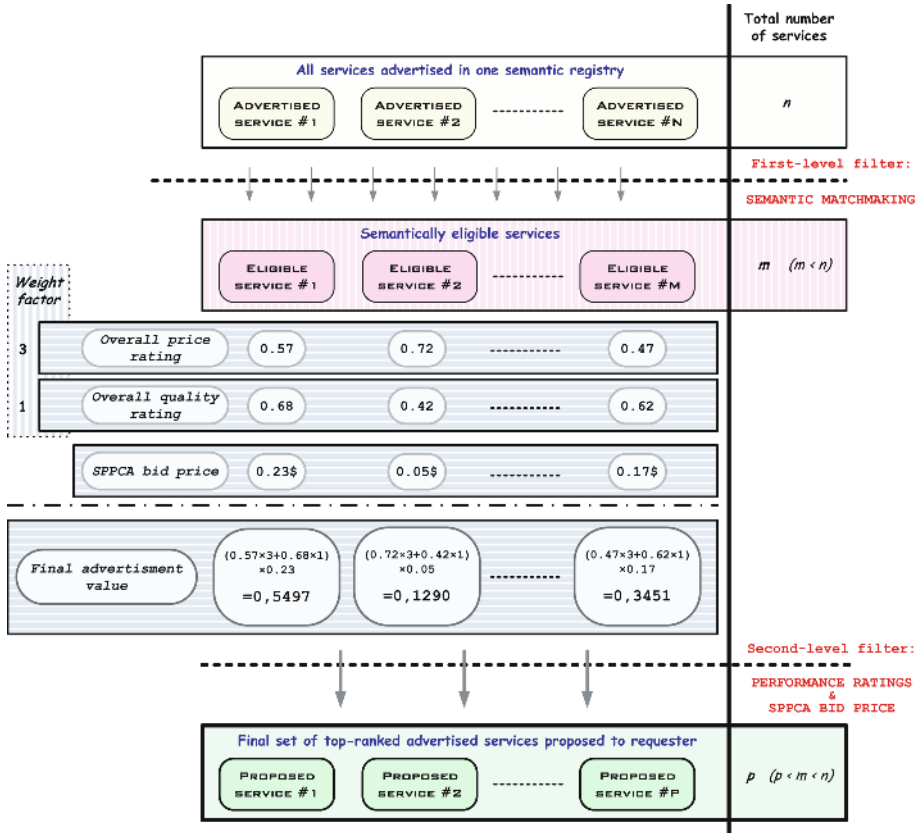 Total number
of services
All services advertised in one semantic registry
ADVERTISED
SERVICE #1
ADVERTISED
SERVICE #2
ADVERTISED
SERVICE #N
n
First-level filter:
SEMANTIC MATCHMAKING
Semantically eligible services
ELIGIBLE
SERVICE #1
ELIGIBLE
SERVICE #2
ELIGIBLE
SERVICE #M
m (m < n)
Weight
factor
3
Overall price
rating
0.57
0.72
0.47
1
Overall quality
rating
0.68
0.42
0.62
SPPCA bid price
0.23$
0.05$
0.17$
Final advertisment
value
(0.57×3+0.68×1)
×0.23
=0,5497
(0.72×3+0.42×1)
×0.05
=0,1290
(0.47×3+0.62×1)
×0.17
=0,3451
Second-level filter:
PERFORMANCE RATINGS
&
SPPCA BID PRICE
Final set of top-ranked advertised services proposed to requester
PROPOSED
SERVICE #1
PROPOSED
SERVICE #2
PROPOSED
SERVICE #P
p (p < m < n)